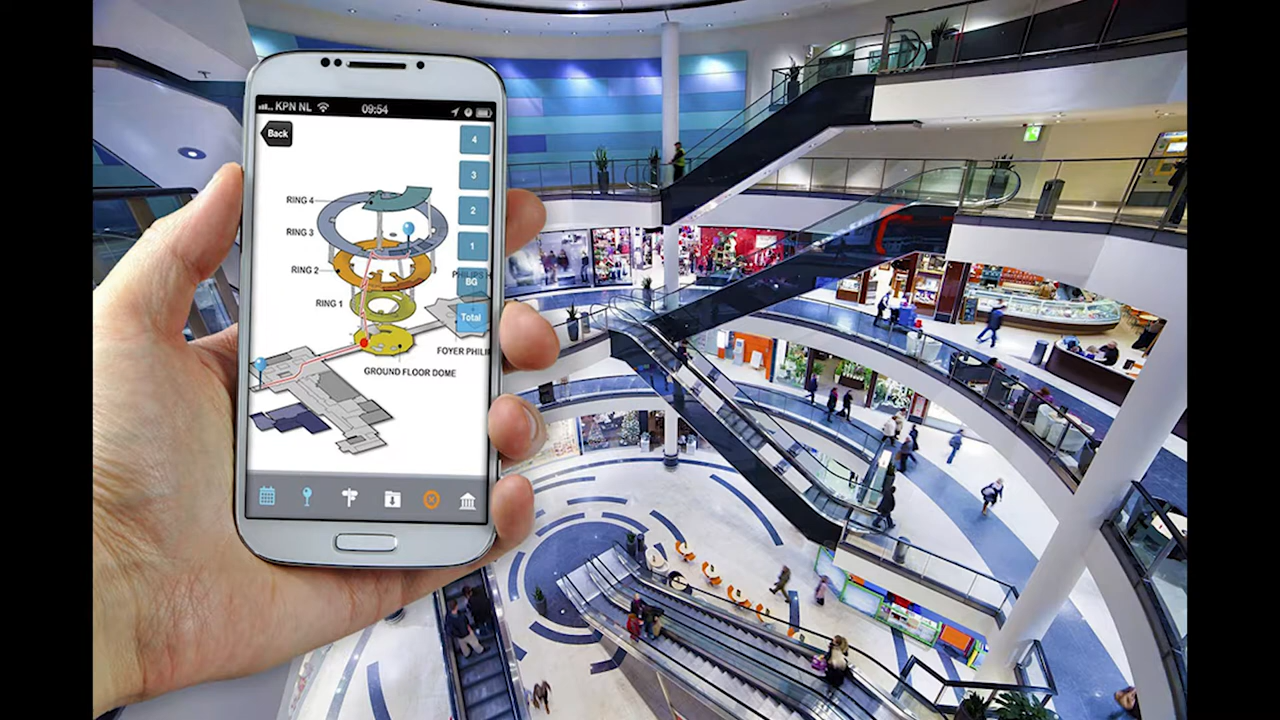 KPN NL 09:54
Back
4
3
2
1
BG
Total
RING 4
RING 3
RING 2
PHILIPS H
RING 1
FOYER PHILI
GROUND FLOOR DOME